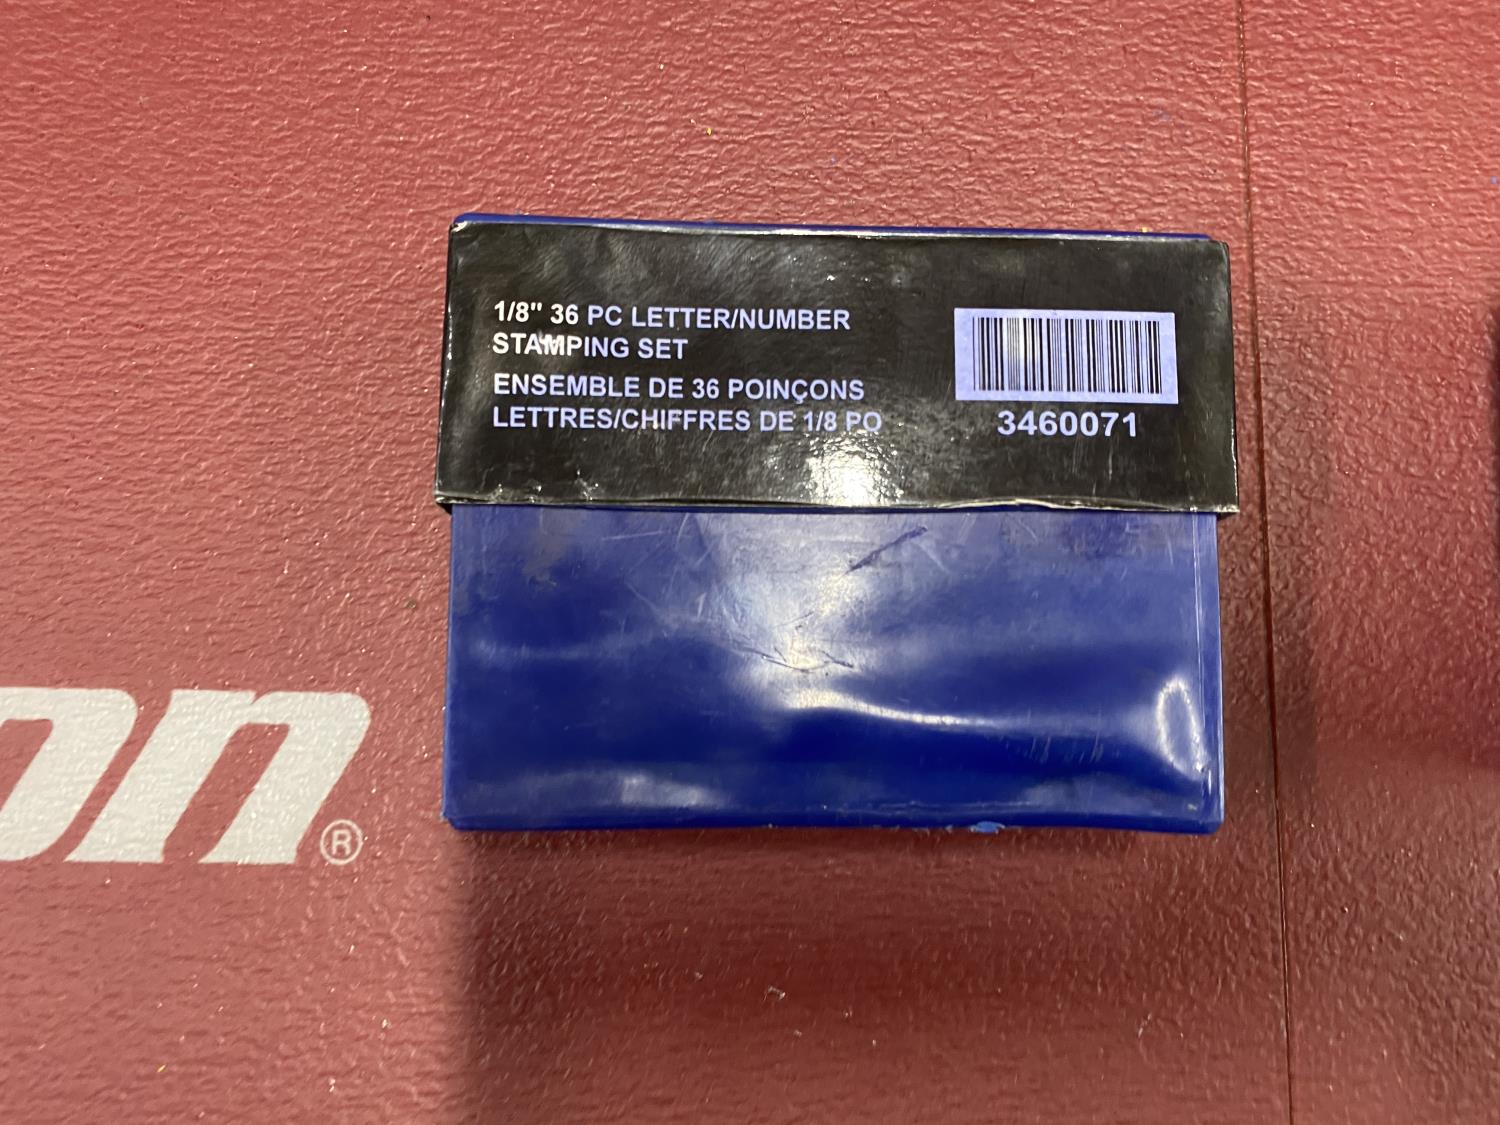 1/8" 36 PC LETTER/NUMBER
STAMPING SET
ENSEMBLE DE 36 POINÇONS
LETTRES/CHIFFRES DE 1/8 PO
3460071
on®